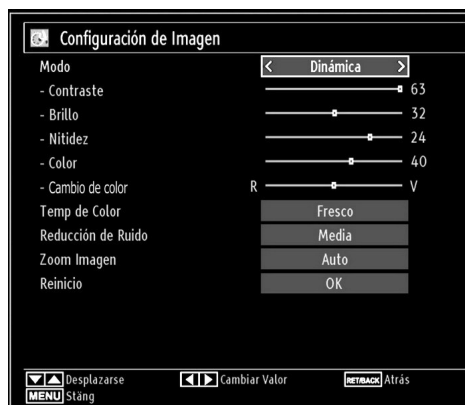 Configuración de Imagen
Modo < Dinámica >
- Contraste 63
- Brillo 32
- Nitidez 24
- Color 40
- Cambio de color R V
Temp de Color Fresco
Reducción de Ruido Media
Zoom Imagen Auto
Reinicio OK
Desplazarse Cambiar Valor RET/BACK Atrás
MENU Stäng